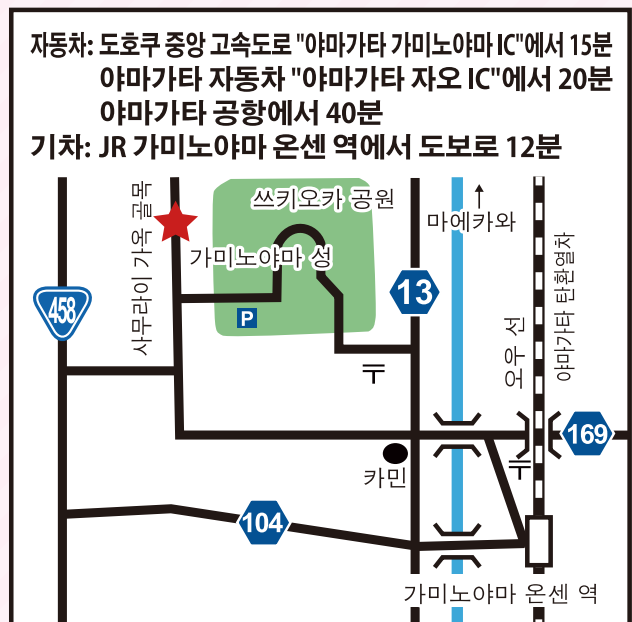 자동차: 도호쿠 중앙 고속도로 "야마가타 가미노야마 IC"에서 15분
야마가타 자동차 "야마가타 자오 IC"에서 20분
야마가타 공항에서 40분
기차: JR 가미노야마 온센 역에서 도보로 12분
사무라이 가옥 골목
쓰키오카 공원
마에카와
가미노야마 성
458
P
13
오우 선
야마가타 탄환열차
〒
169
카민
〒
104
가미노야마 온센 역